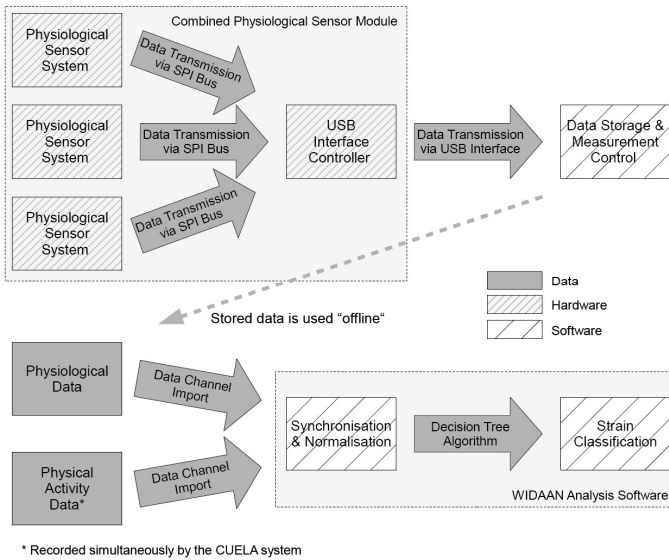 Combined Physiological Sensor Module
Physiological
Sensor
System
Data Transmission
via SPI Bus
Physiological
Sensor
System
Data Transmission
via SPI Bus
USB
Interface
Controller
Data Transmission
via USB Interface
Data Storage &
Measurement
Control
Physiological
Sensor
System
Data Transmission
via SPI Bus
Data
Hardware
Software
Stored data is used “offline“
Physiological
Data
Data Channel
Import
Synchronisation
& Normalisation
Decision Tree
Algorithm
Strain
Classification
Physical
Activity
Data*
Data Channel
Import
WIDAAN Analysis Software
* Recorded simultaneously by the CUELA system